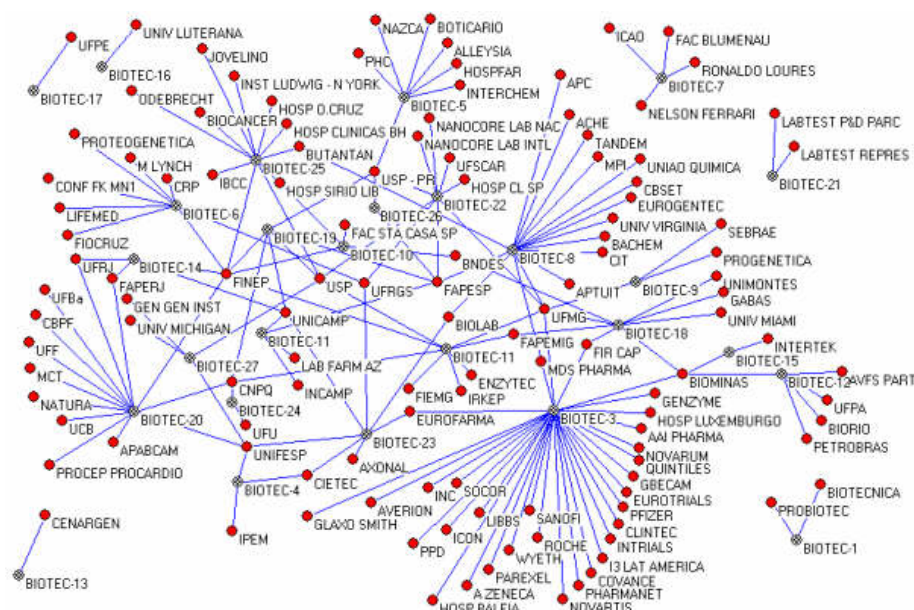 UNIV LUTERANA
NAZCA
BOTICARIO
ICAO
UFPE
FAC BLUMENAU
JOVELINO
ALLEYSIA
PHC
BIOTEC-16
INST LUDWIG - N YORK
HOSPFAR
RONALDO LOURES
APC
BIOTEC-17
ODEBRECHT
INTERCHEM
BIOTEC-7
HOSP O.CRUZ
BIOTEC-5
BIOCANCER
NELSON FERRARI
HOSP CLINICAS BH
NANOCORE LAB NAC
ACHE
LABTEST P&D PARC
PROTEOGENETICA
BUTANTAN
NANOCORE LAB INTL
TANDEM
M LYNCH
BIOTEC-25
UFSCAR
MPL
UNIAO QUIMICA
LABTEST REPRES
CONF FK MN1
CRP
IBCC
USP - PR
HOSP CL SP
BIOTEC-21
HOSP SIRIO LIB
BIOTEC-22
CBSET
LIFEMED
BIOTEC-6
BIOTEC-26
EUROGENTEC
FAC STA CASA SP
UNIV VIRGINIA
SEBRAE
FIOCRUZ
BIOTEC-19
BACHEM
BIOTEC-10
BNDES
BIOTEC-8
CIT
PROGENETICA
UFRJ
BIOTEC-14
FINEP
USP
UFRGS
FAPESP
APTUIT
BIOTEC-9
UNIMONTES
FAPERJ
GABAS
UFBa
GEN GEN INST
UNICAMP
BIOLAB
UFMG
UNIV MIAMI
CBPF
UNIV MICHIGAN
BIOTEC-11
FAPEMIG
BIOTEC-18
UFF
BIOTEC-27
LAB FARM AZ
BIOTEC-11
FIR CAP
INTERTEK
MCT
CNPQ
ENZYTEC
MDS PHARMA
BIOTEC-15
NATURA
INCAMP
FIEMG
IRKEP
BIOMINAS
BIOTEC-12
AVFS PART
BIOTEC-24
GENZYME
UCB
BIOTEC-20
EUROFARMA
BIOTEC-3
HOSP LUXEMBURGO
UFPA
UFU
BIOTEC-23
AAI PHARMA
BIORIO
APABCAM
UNIFESP
NOVARUM
PETROBRAS
PROCEP PROCARDIO
AXONAL
QUINTILES
BIOTEC-4
CIETEC
INC
SOCOR
GBECAM
BIOTECNICA
AVERION
EUROTRIALS
PROBIOTEC
CENARGEN
GLAXO SMITH
LIBBS
SANOFI
PFIZER
IPEM
ICON
ROCHE
CLINTEC
PPD
INTRIALS
BIOTEC-1
WYETH
I3 LAT AMERICA
BIOTEC-13
PAREXEL
COVANCE
A ZENECA
PHARMANET
HOSP BALEIA
NOVARTIS